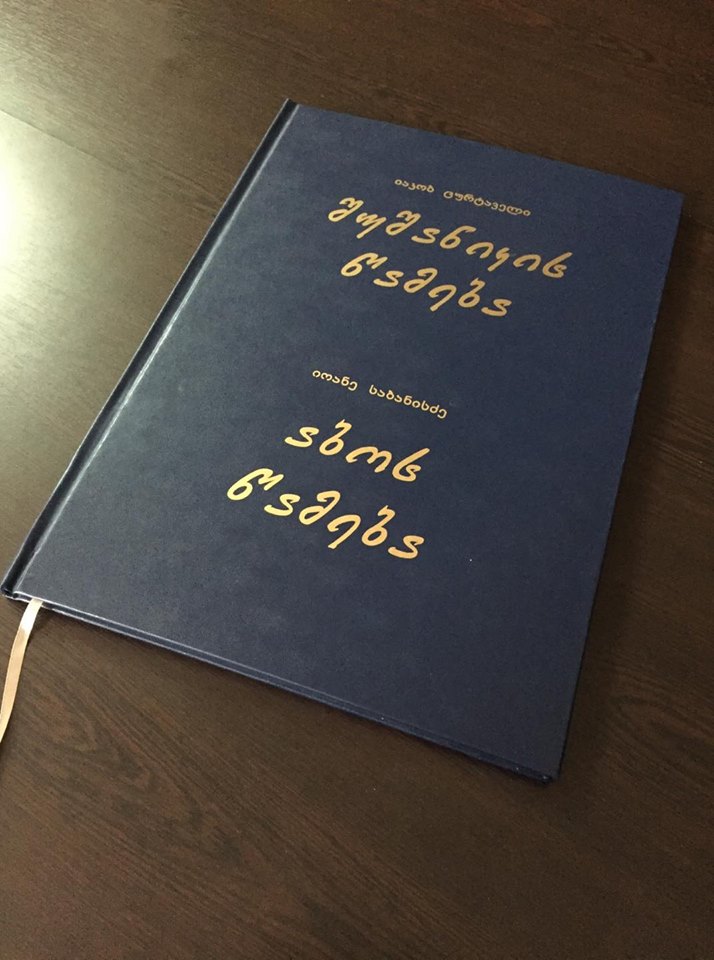 იაკობ ცურტაველი
შუშანიკის
წამება
იოანე საბანისძე
აბოს
წამება